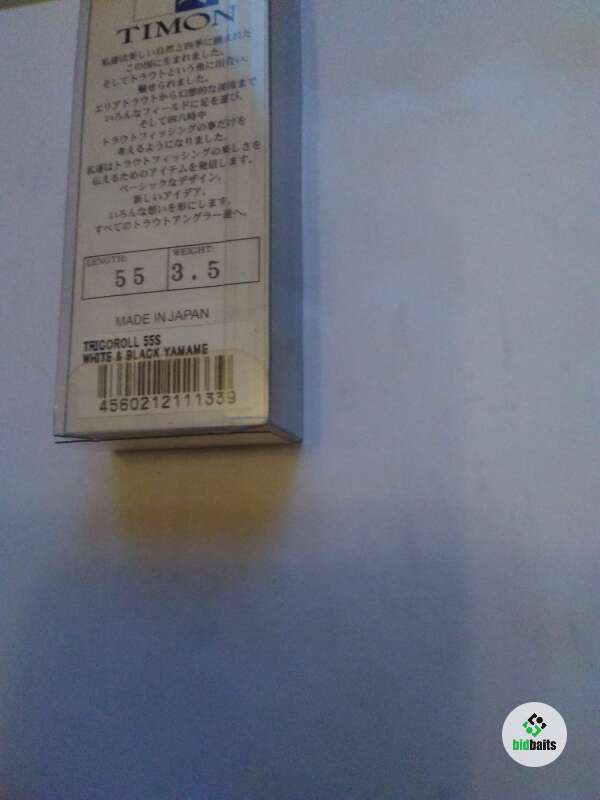 TIMON
私達は美しい自然と四季に囲まれた
この国に生まれました。
そしてトラウトという魚に出会い、
魅せられました。
エリアトラウトから幻想的な湖沼まで
いろんなフィールドに足を運び、
そして四六時中
トラウトフィッシングの事だけを
考えるようになりました。
私達はトラウトフィッシングの楽しさを
伝えるためのアイテムを発信します。
ベーシックなデザイン。
新しいアイデア。
いろんな想いを形にします。
すべてのトラウトアングラー達へ。
LENGTH: WEIGHT:
55 3.5
MADE IN JAPAN
TRICOROLL 55S
WHITE & BLACK YAMAME
4560212111339
bidbaits